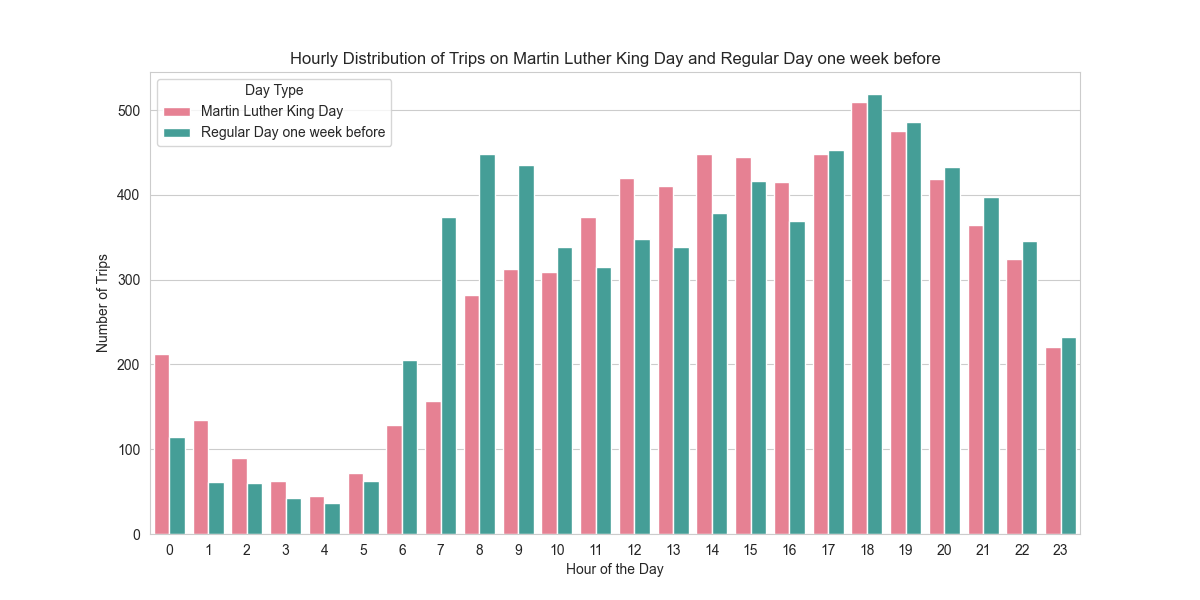 Hourly Distribution of Trips on Martin Luther King Day and Regular Day one week before
Day Type
Martin Luther King Day
Regular Day one week before
Number of Trips
500
400
300
200
100
0
0 1 2 3 4 5 6 7 8 9 10 11 12 13 14 15 16 17 18 19 20 21 22 23
Hour of the Day